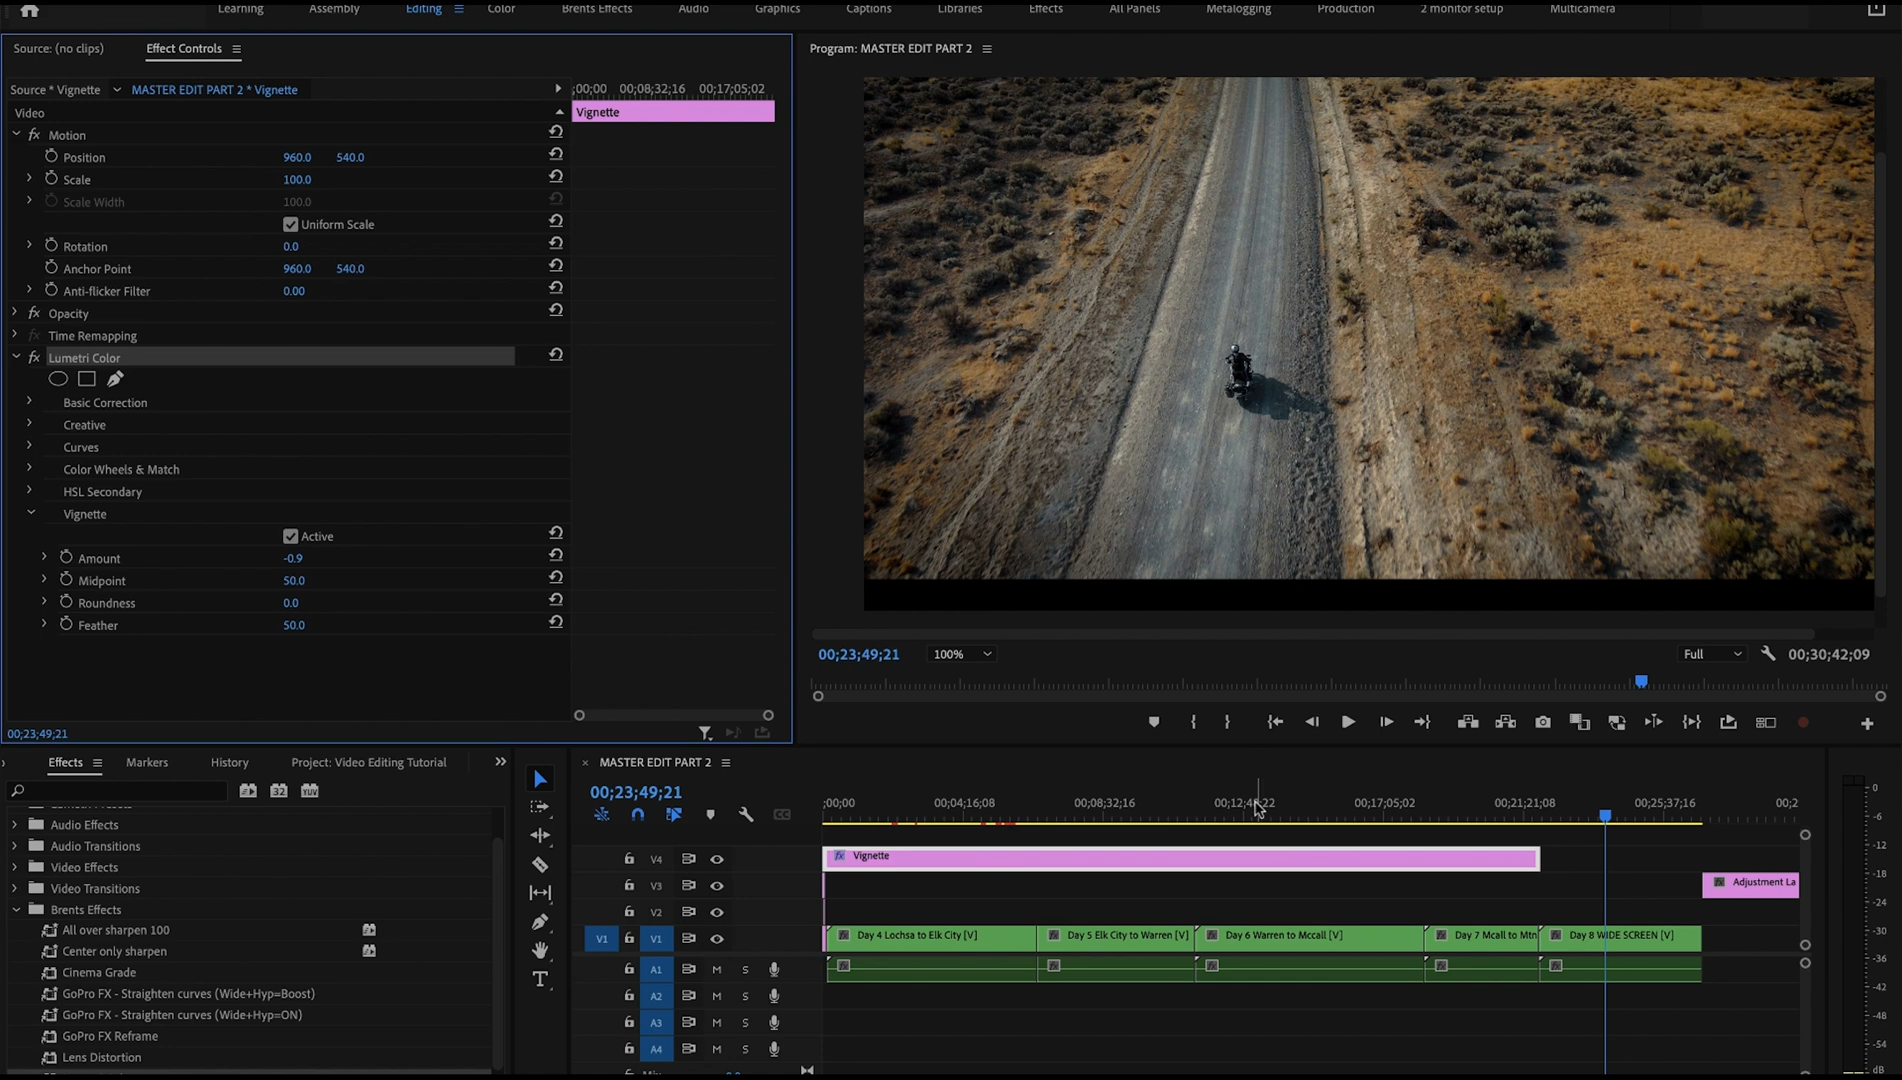 Learning Assembly Editing Color Brents Effects Audio Graphics Captions Libraries Effects All Panels Metalogging Production 2 monitor setup Multicamera
Source: (no clips) Effect Controls
Source * Vignette MASTER EDIT PART 2 * Vignette
;00;00 00;08;32;16 00;17;05;02
Video
Vignette
fx Motion
Position 960.0 540.0
Scale 100.0
Scale Width 100.0
Uniform Scale
Rotation 0.0
Anchor Point 960.0 540.0
Anti-flicker Filter 0.00
fx Opacity
fx Time Remapping
fx Lumetri Color
Basic Correction
Creative
Curves
Color Wheels & Match
HSL Secondary
Vignette
Active
Amount -0.9
Midpoint 50.0
Roundness 0.0
Feather 50.0
00;23;49;21
Program: MASTER EDIT PART 2
00;23;49;21 100% Full 00;30;42;09
Effects Markers History Project: Video Editing Tutorial
32 YUV
Audio Effects
Audio Transitions
Video Effects
Video Transitions
Brents Effects
All over sharpen 100
Center only sharpen
Cinema Grade
GoPro FX - Straighten curves (Wide+Hyp=Boost)
GoPro FX - Straighten curves (Wide+Hyp=ON)
GoPro FX Reframe
Lens Distortion
MASTER EDIT PART 2
00;23;49;21
;00;00 00;04;16;08 00;08;32;16 00;17;05;02 00;21;21;08 00;25;37;16 00;2
V4 fx Vignette
V3 Adjustment La
V2
V1 V1 Day 4 Lochsa to Elk City [V] Day 5 Elk City to Warren [V] Day 6 Warren to Mccall [V] Day 7 Mcall to Mtn Day 8 WIDE SCREEN [V]
A1 M S
A2 M S
A3 M S
A4 M S
0
-6
-12
-18
-24
-30
-36
-42
-48
-54
dB